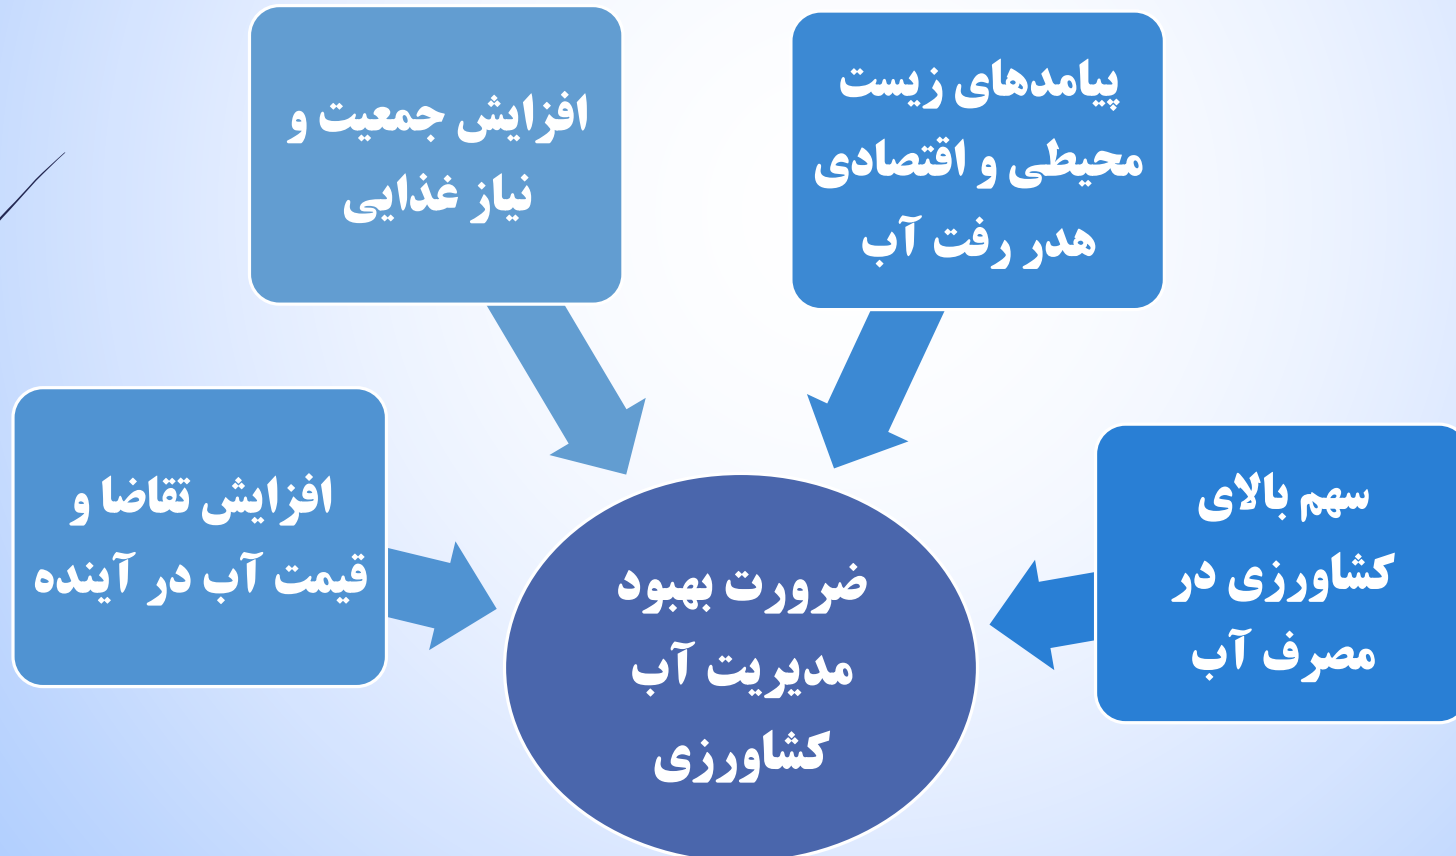 پیامدهای زیست
محیطی و اقتصادی
هدر رفت آب
افزایش جمعیت و
نیاز غذایی
سهم بالای
کشاورزی در
مصرف آب
افزایش تقاضا و
قیمت آب در آینده
ضرورت بهبود
مدیریت آب
کشاورزی